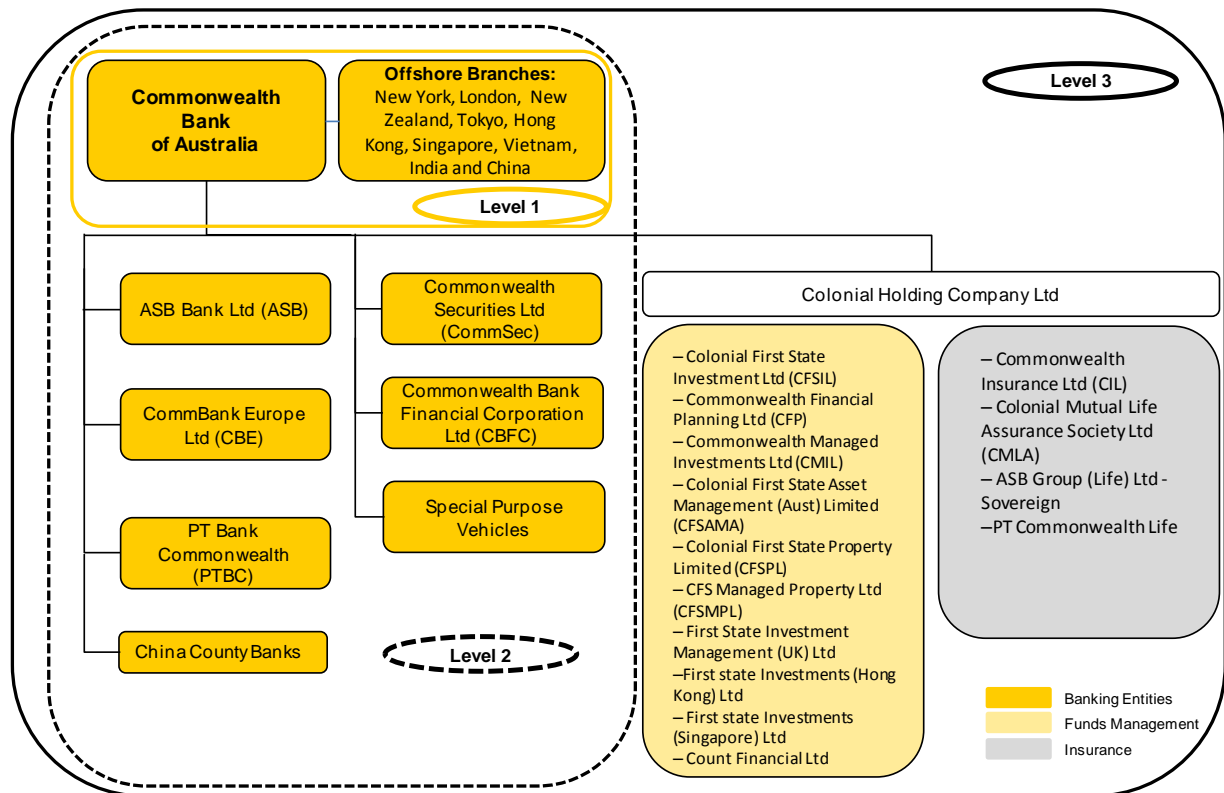 Commonwealth
Bank
of Australia
Offshore Branches:
New York, London, New
Zealand, Tokyo, Hong
Kong, Singapore, Vietnam,
India and China
Level 3
Level 1
ASB Bank Ltd (ASB)
Commonwealth
Securities Ltd
(CommSec)
CommBank Europe
Ltd (CBE)
Commonwealth Bank
Financial Corporation
Ltd (CBFC)
PT Bank
Commonwealth
(PTBC)
Special Purpose
Vehicles
China County Banks
Level 2
Colonial Holding Company Ltd
– Colonial First State
Investment Ltd (CFSIL)
– Commonwealth Financial
Planning Ltd (CFP)
– Commonwealth Managed
Investments Ltd (CMIL)
– Colonial First State Asset
Management (Aust) Limited
(CFSAMA)
– Colonial First State Property
Limited (CFSPL)
– CFS Managed Property Ltd
(CFSMPL)
– First State Investment
Management (UK) Ltd
–First state Investments (Hong
Kong) Ltd
– First state Investments
(Singapore) Ltd
– Count Financial Ltd
– Commonwealth
Insurance Ltd (CIL)
– Colonial Mutual Life
Assurance Society Ltd
(CMLA)
– ASB Group (Life) Ltd -
Sovereign
–PT Commonwealth Life
Banking Entities
Funds Management
Insurance